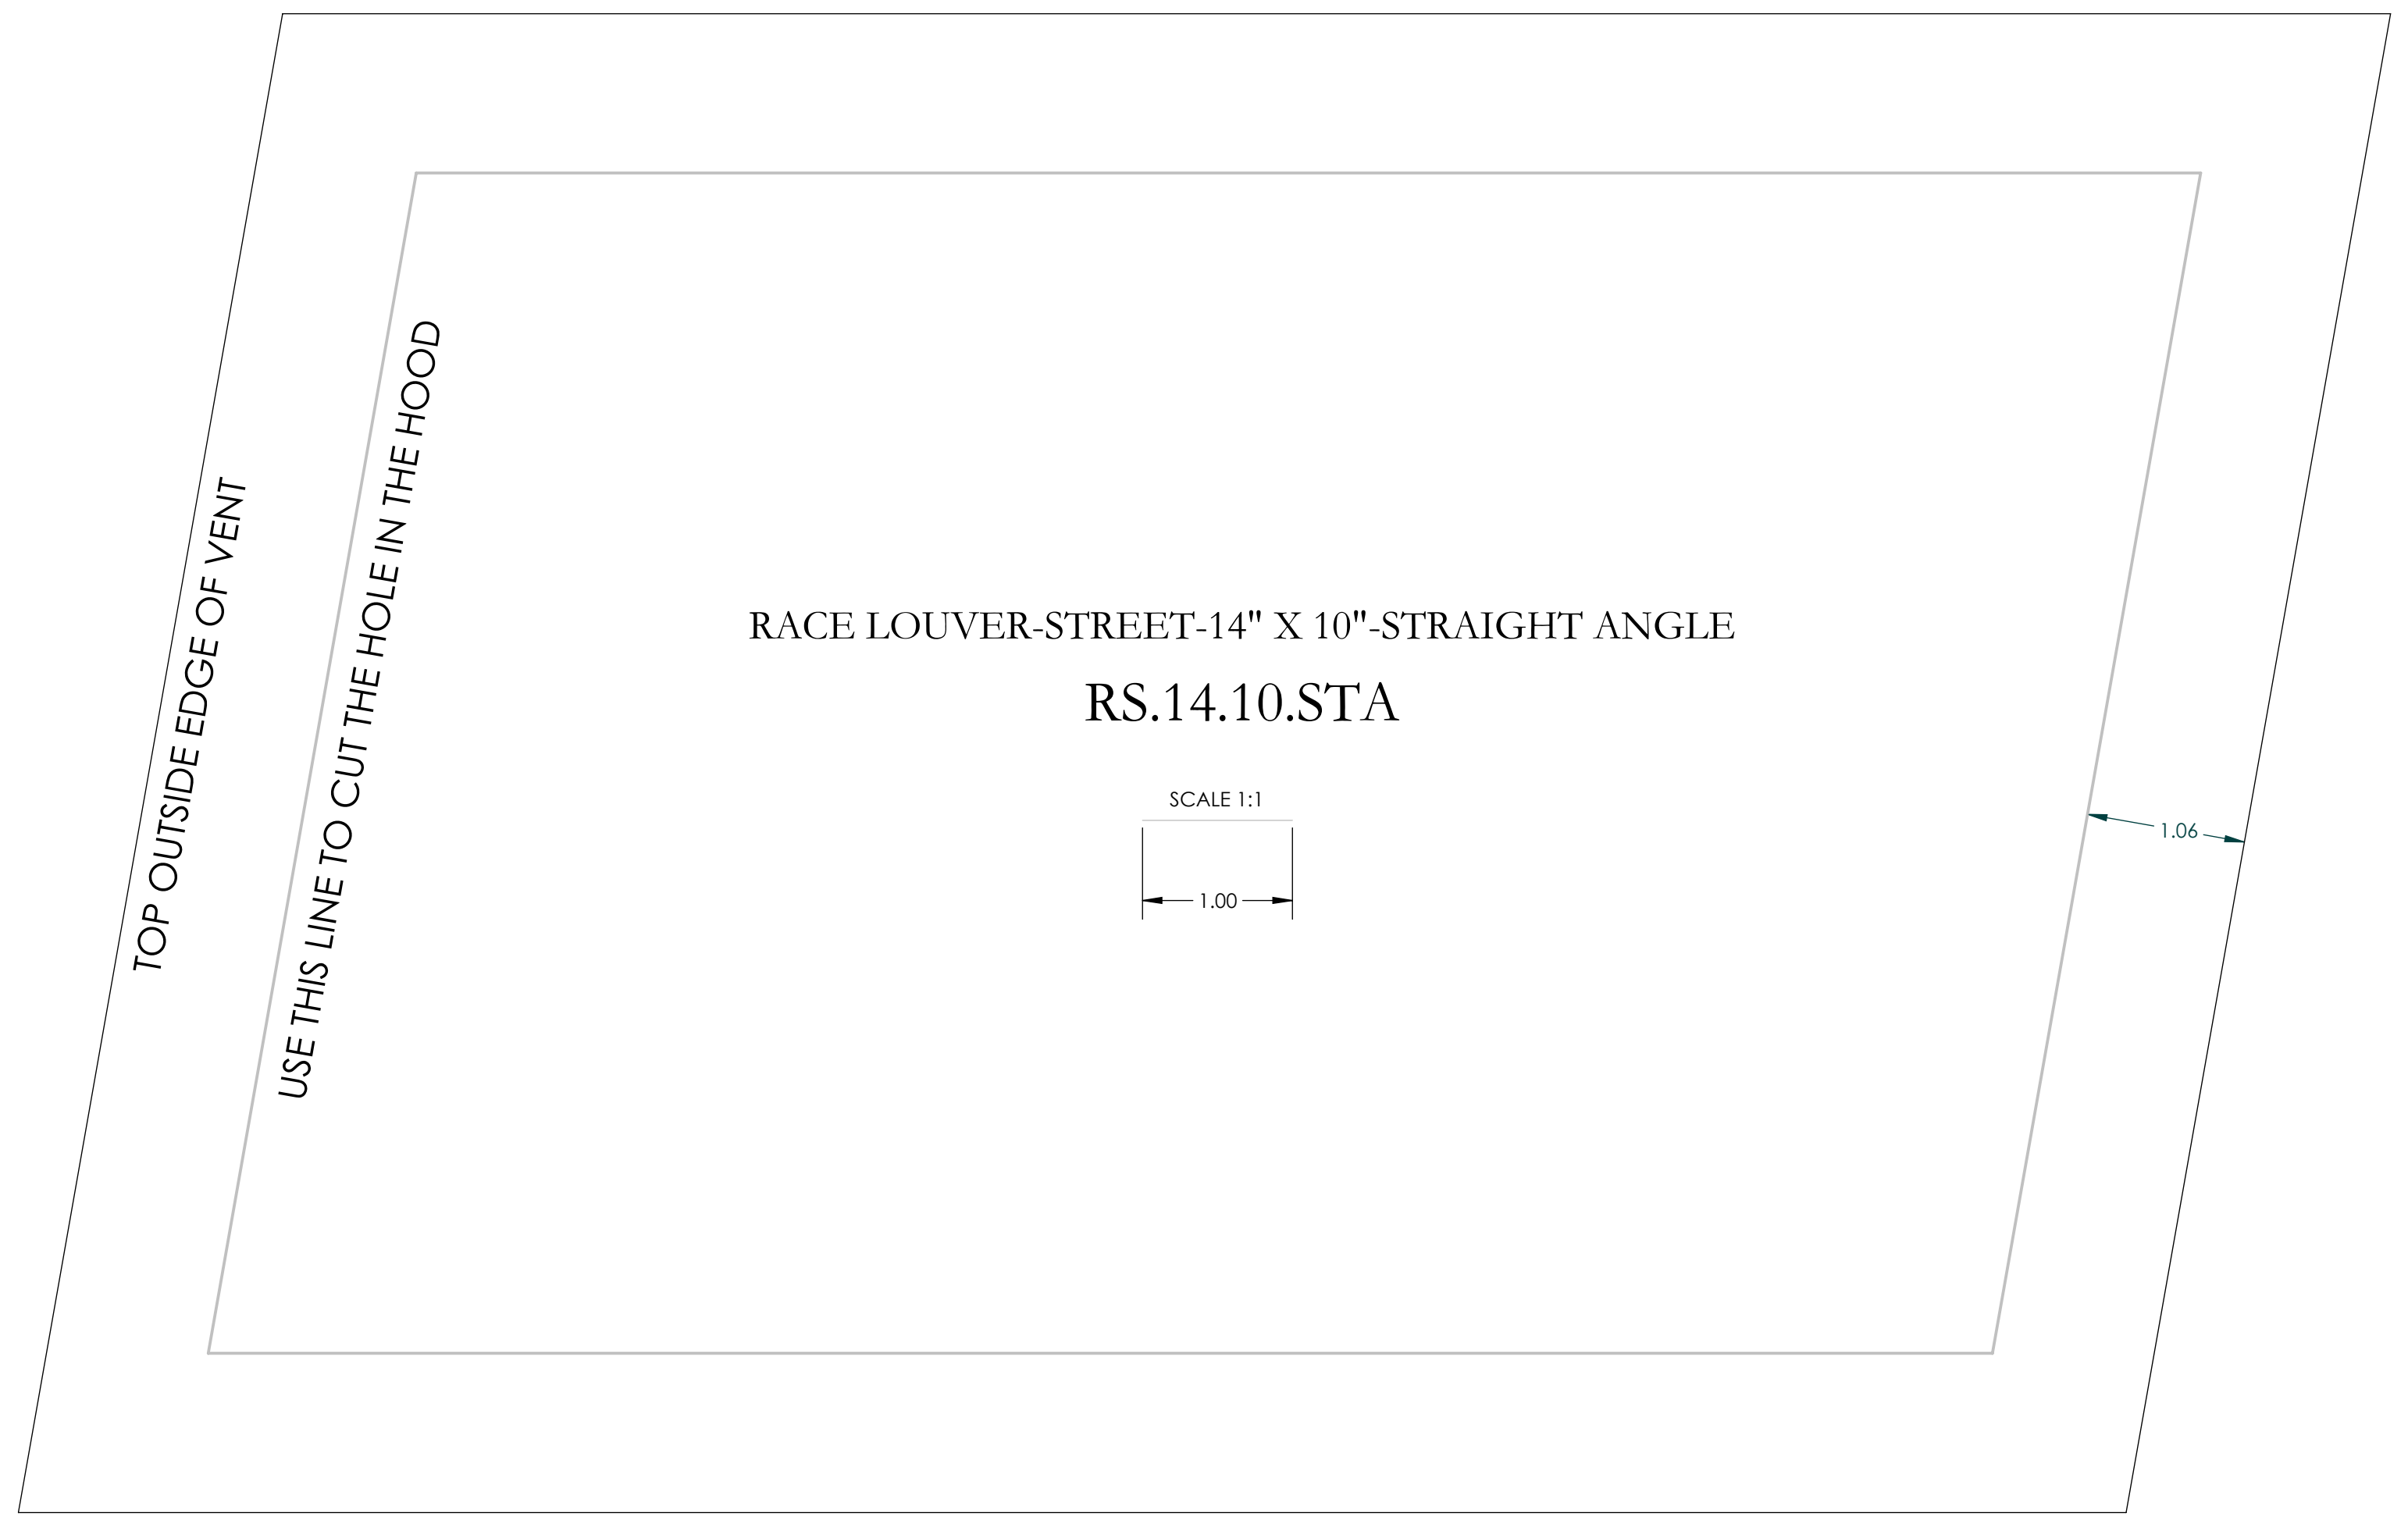 TOP OUTSIDE EDGE OF VENT
USE THIS LINE TO CUT THE HOLE IN THE HOOD
RACE LOUVER-STREET-14" X 10"-STRAIGHT ANGLE
RS.14.10.STA
SCALE 1:1
1.00
1.06